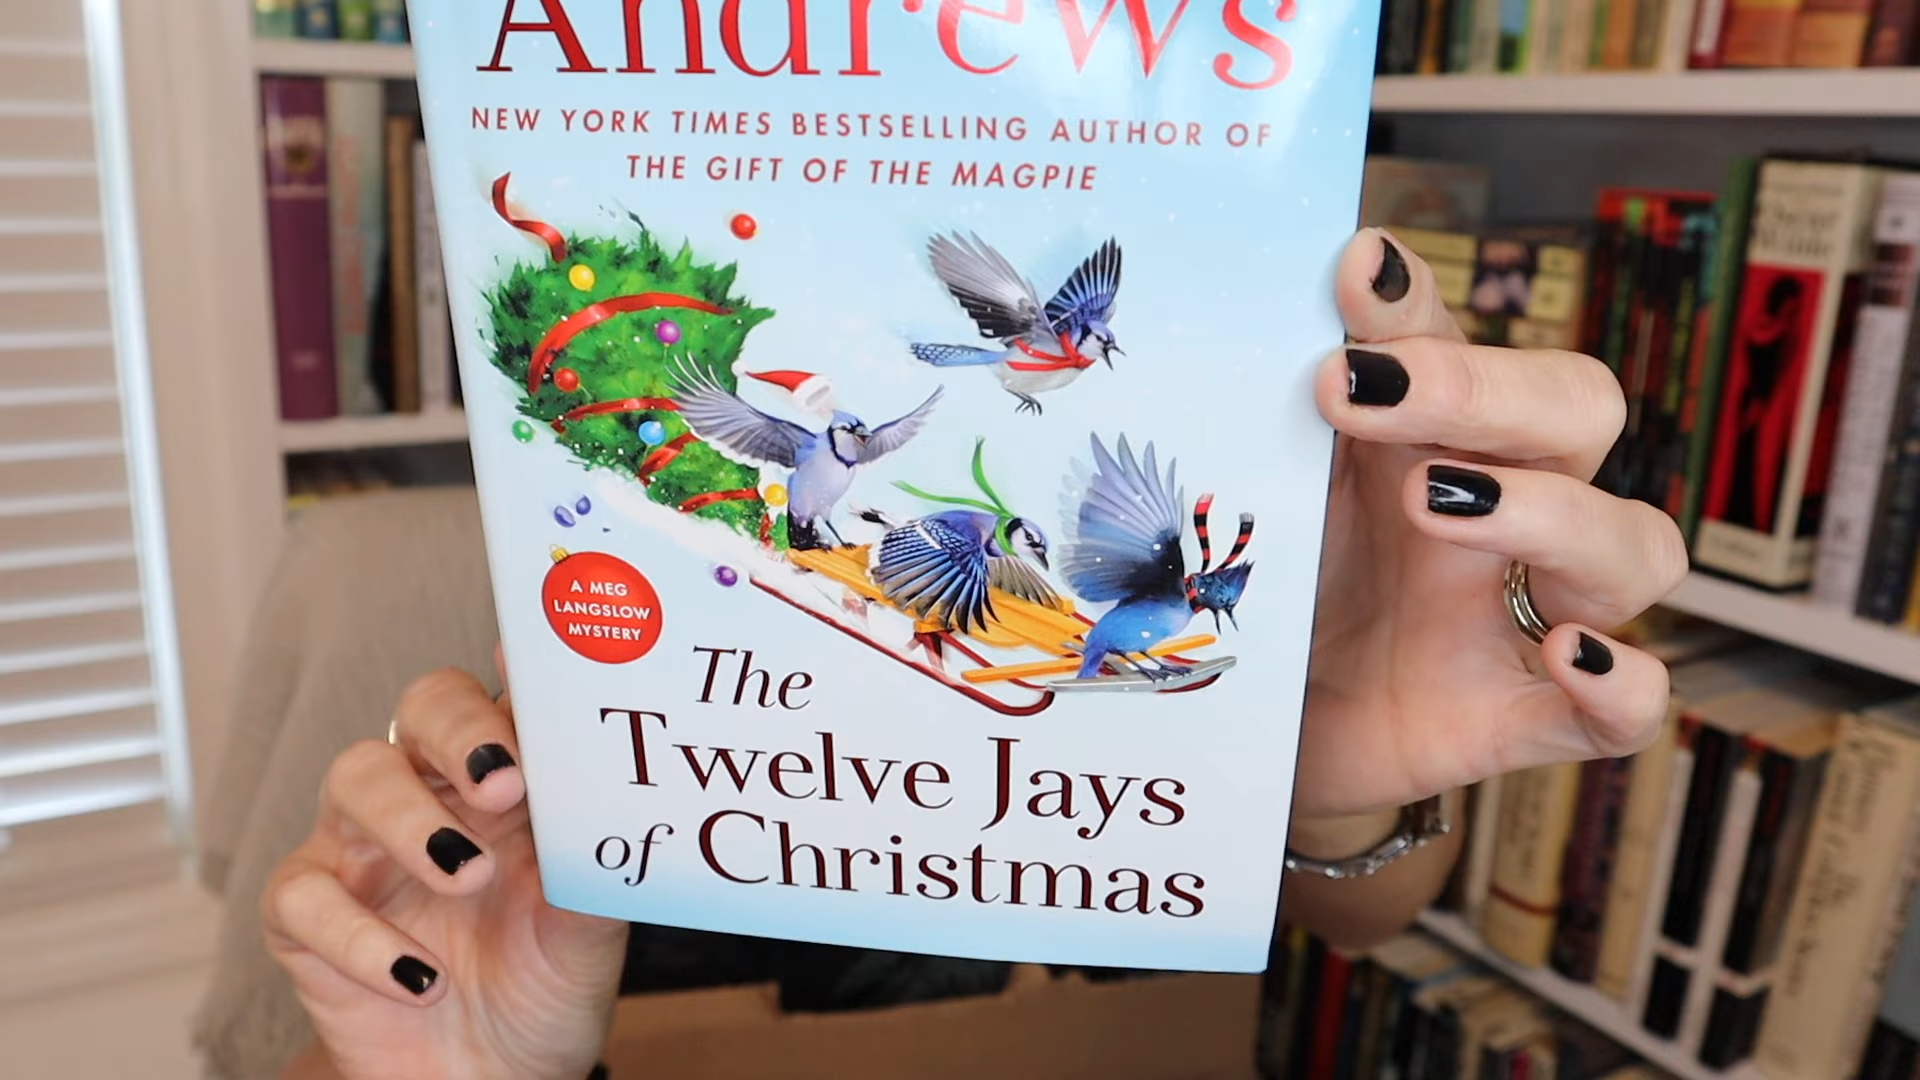 Andrews
NEW YORK TIMES BESTSELLING AUTHOR OF
THE GIFT OF THE MAGPIE
A MEG
LANGSLOW
MYSTERY
The
Twelve Jays
of Christmas